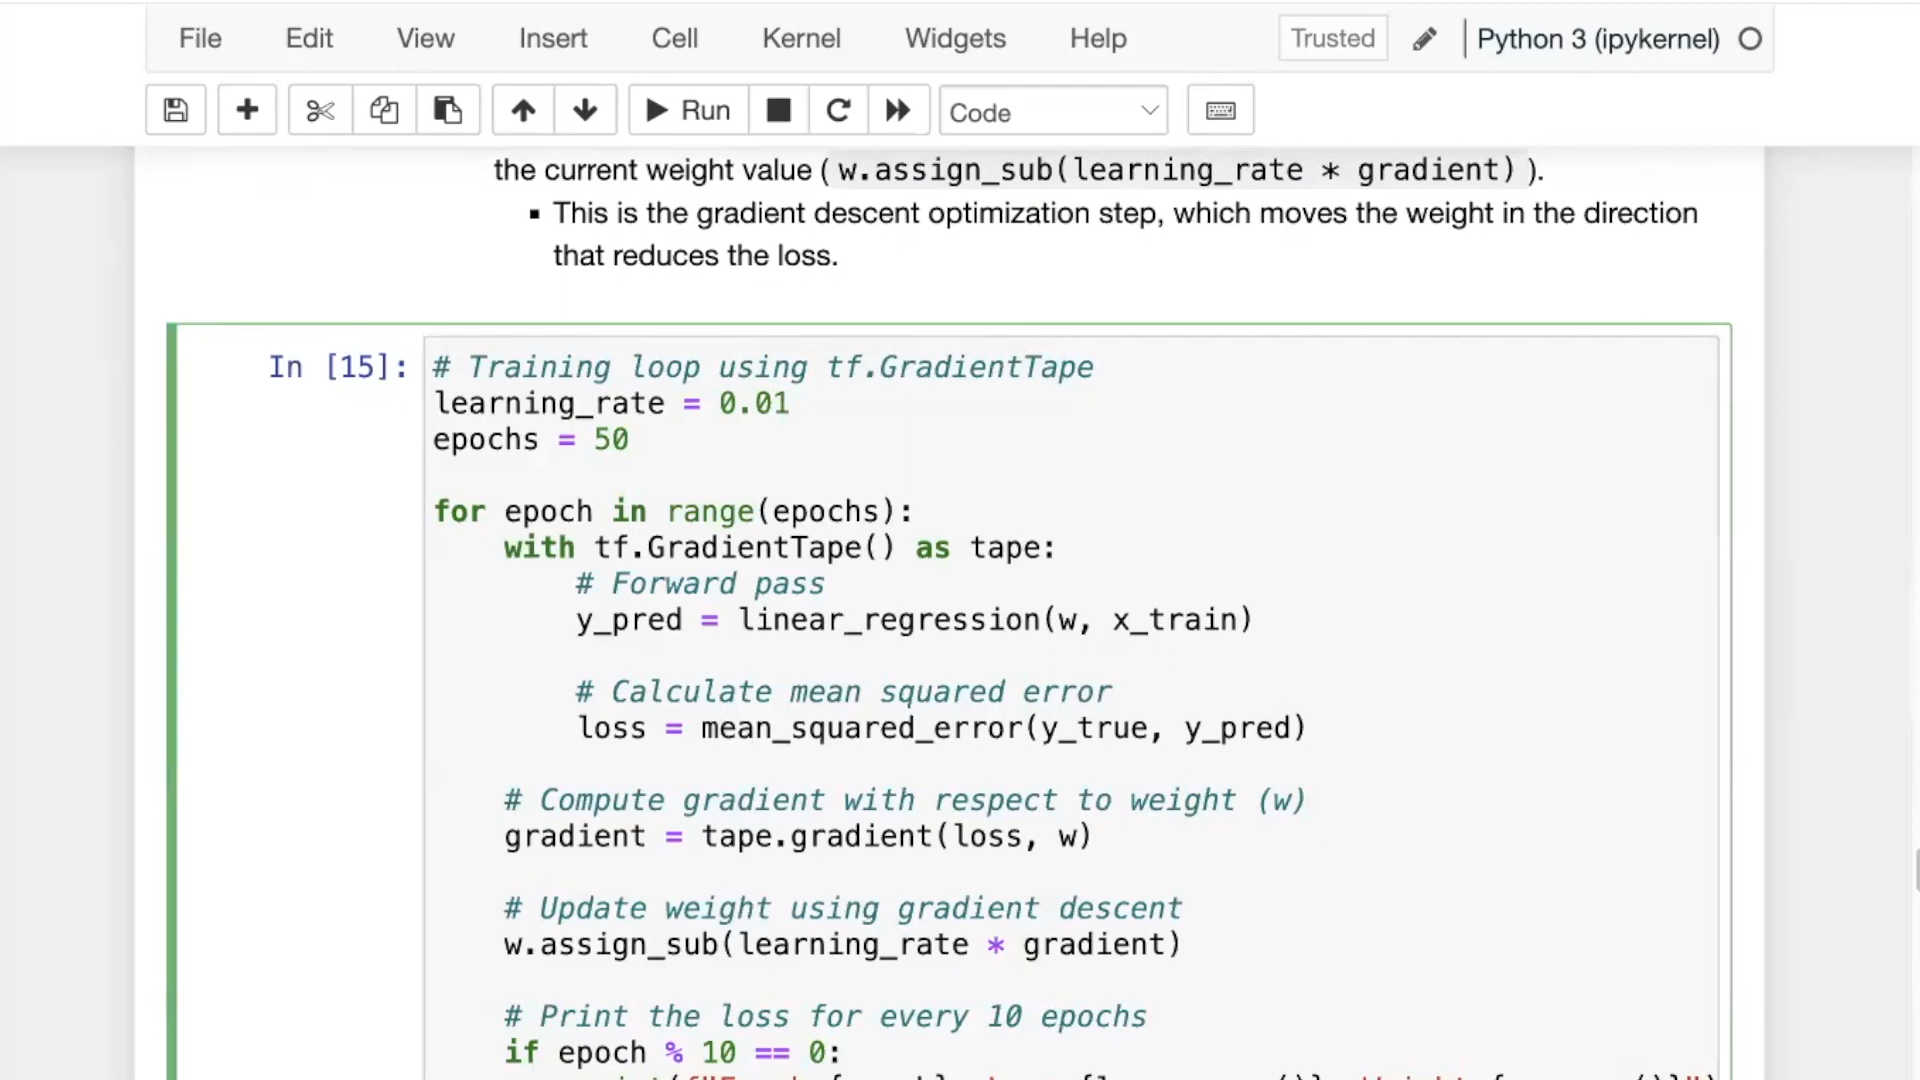 File Edit View Insert Cell Kernel Widgets Help Trusted Python 3 (ipykernel)
Run Code
the current weight value ( w.assign_sub(learning_rate * gradient) ).
▪ This is the gradient descent optimization step, which moves the weight in the direction
that reduces the loss.
In [15]: # Training loop using tf.GradientTape
learning_rate = 0.01
epochs = 50
for epoch in range(epochs):
with tf.GradientTape() as tape:
# Forward pass
y_pred = linear_regression(w, x_train)
# Calculate mean squared error
loss = mean_squared_error(y_true, y_pred)
# Compute gradient with respect to weight (w)
gradient = tape.gradient(loss, w)
# Update weight using gradient descent
w.assign_sub(learning_rate * gradient)
# Print the loss for every 10 epochs
if epoch % 10 == 0: